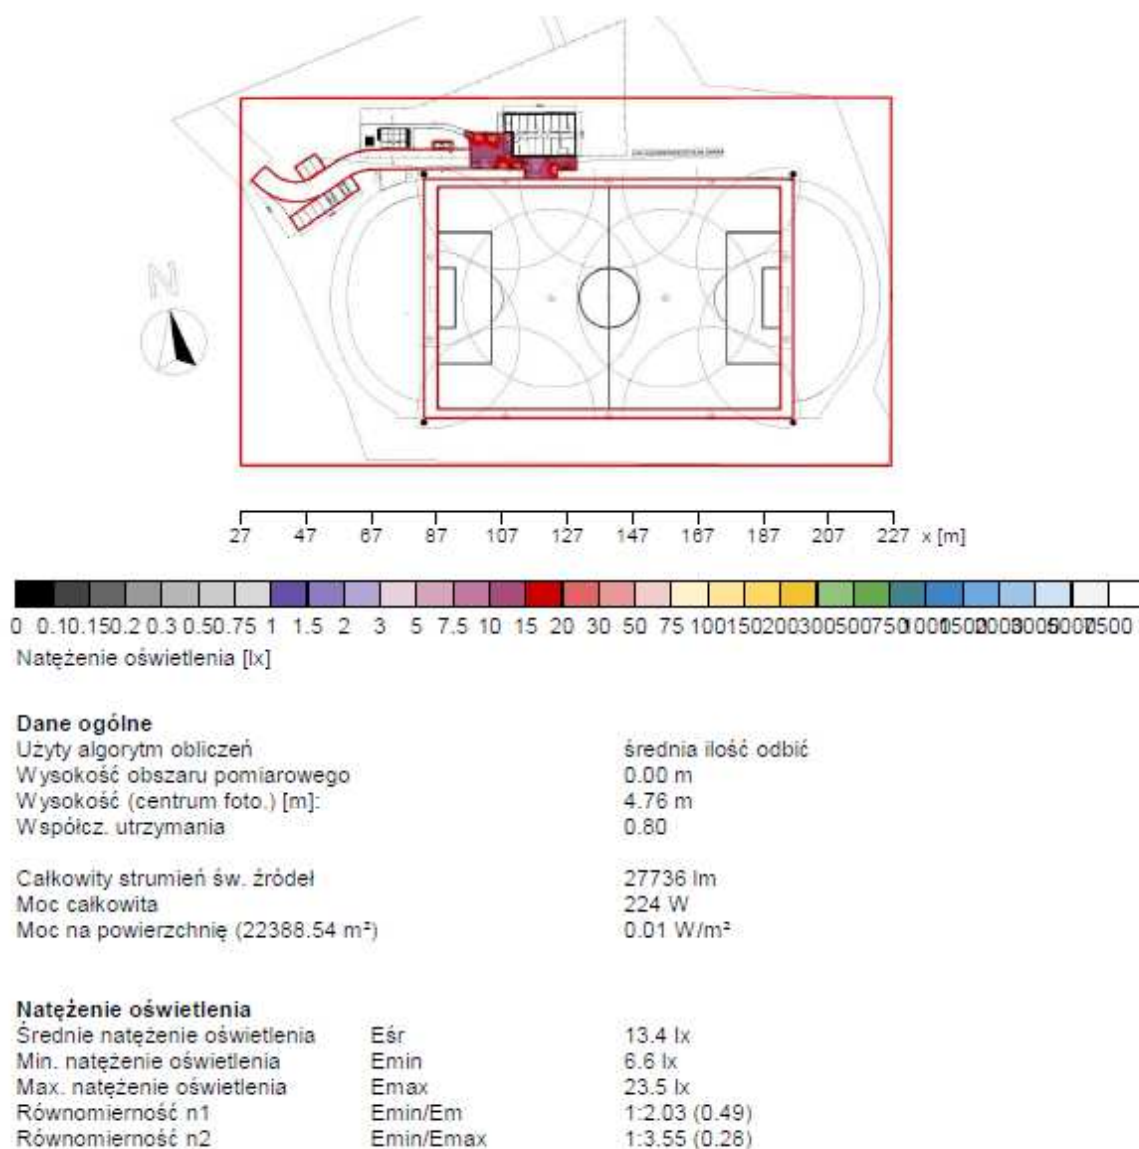 N
27 47 67 87 107 127 147 167 187 207 227 x [m]
0 0.1 0.15 0.2 0.3 0.5 0.75 1 1.5 2 3 5 7.5 10 15 20 30 50 75 100 150 200 300 500 750 1000 1500 2000 3000 5000 7500
Natężenie oświetlenia [lx]
Dane ogólne
Użyty algorytm obliczeń średnia ilość odbić
Wysokość obszaru pomiarowego 0.00 m
Wysokość (centrum foto.) [m]: 4.76 m
Współcz. utrzymania 0.80
Całkowity strumień św. źródeł 27736 lm
Moc całkowita 224 W
Moc na powierzchnię (22388.54 m²) 0.01 W/m²
Natężenie oświetlenia
Średnie natężenie oświetlenia Eśr 13.4 lx
Min. natężenie oświetlenia Emin 6.6 lx
Max. natężenie oświetlenia Emax 23.5 lx
Równomierność n1 Emin/Em 1:2.03 (0.49)
Równomierność n2 Emin/Emax 1:3.55 (0.28)